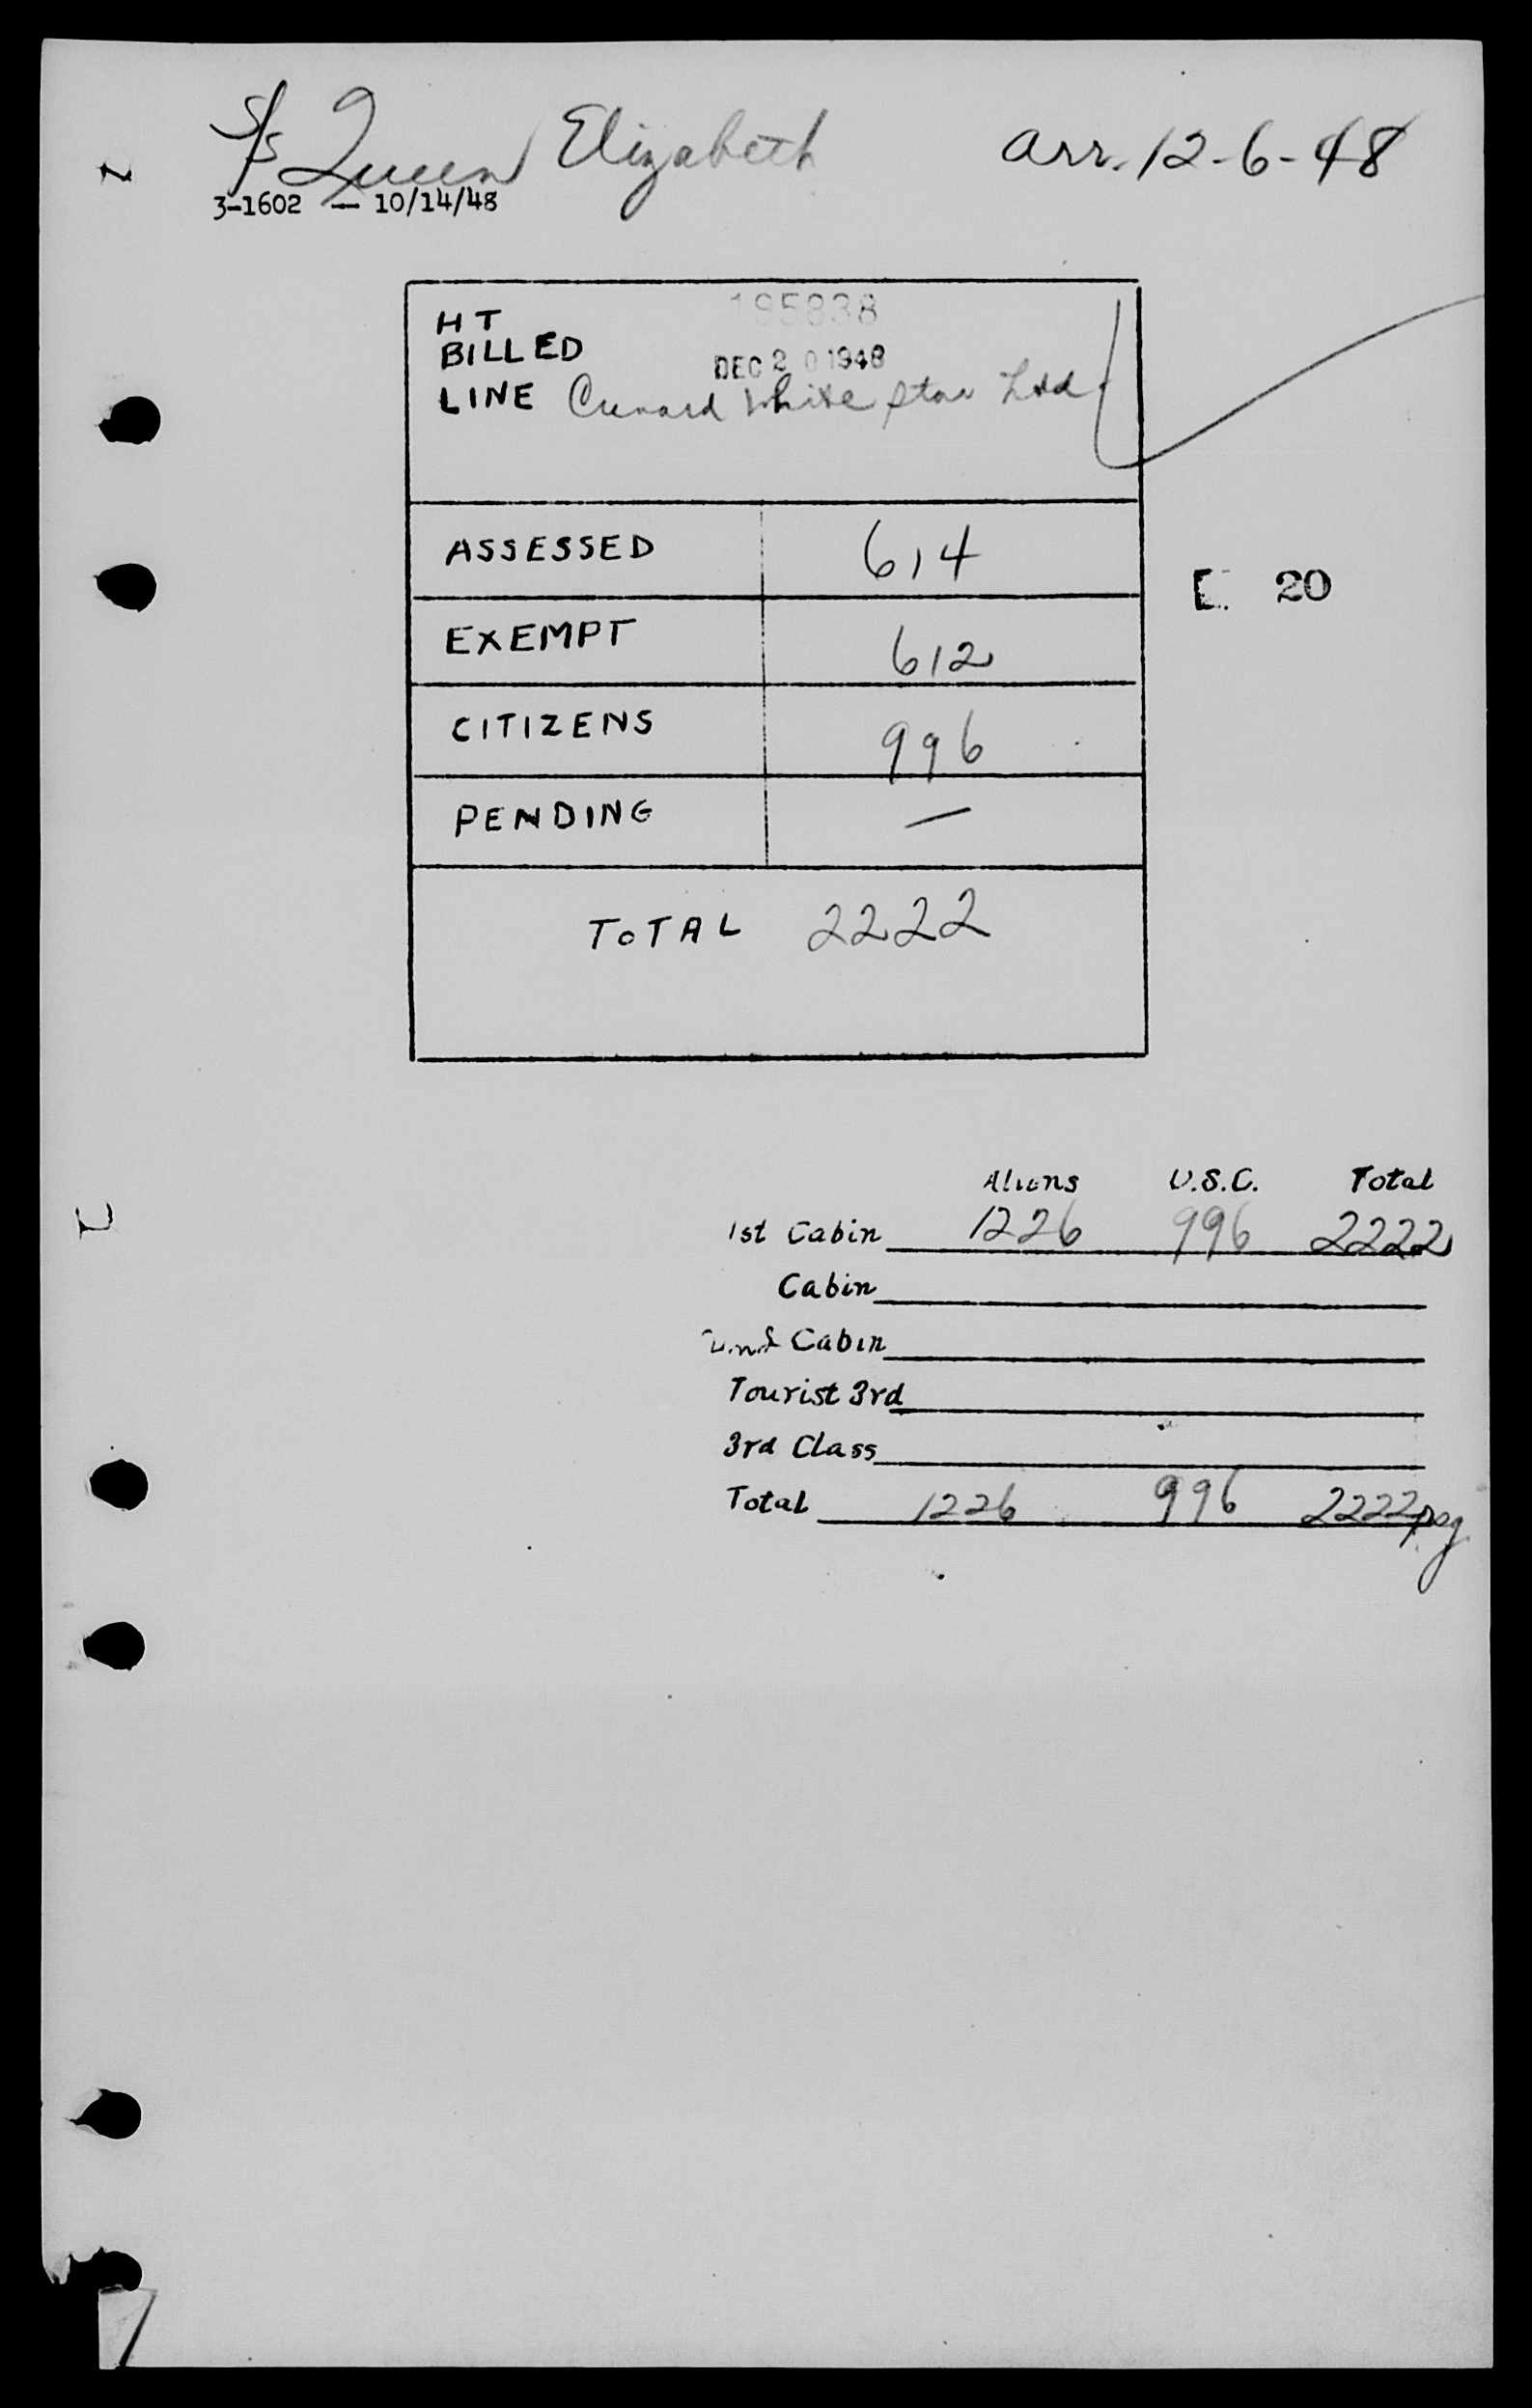 S/S Queen Elizabeth arr. 12-6-48
3-1602 — 10/14/48
HT 195838
BILLED DEC 20 1948
LINE Cunard White Star Ltd
ASSESSED 614
20
EXEMPT 612
CITIZENS 996
PENDING —
TOTAL 2222
Aliens U.S.C. Total
1st Cabin 1226 996 2222
Cabin
2nd Cabin
Tourist 3rd
3rd Class
Total 1226 996 2222 psg